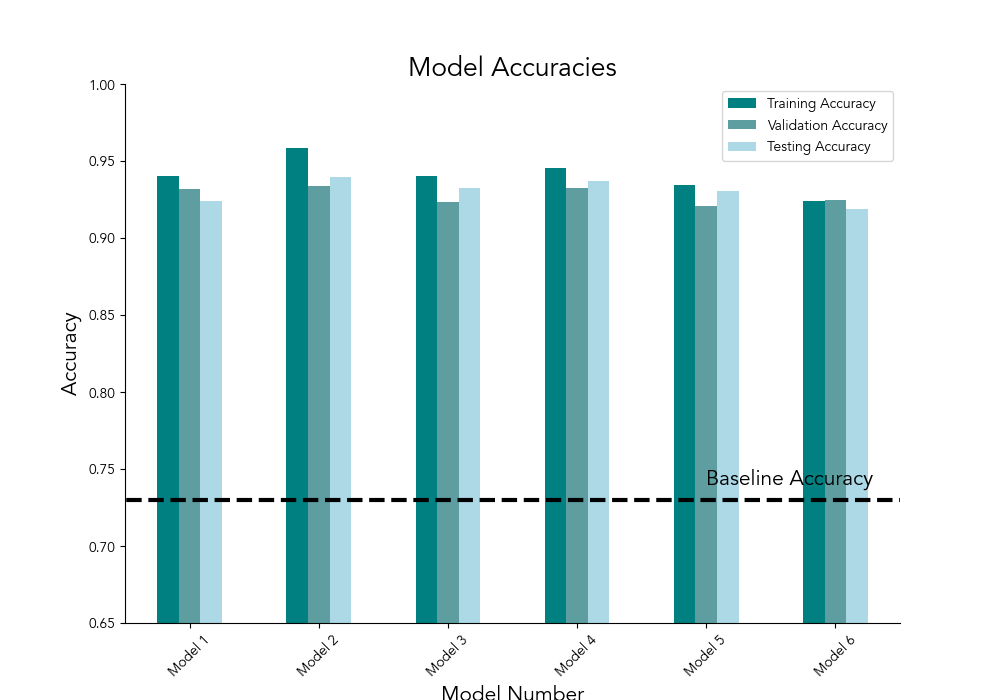 Model Accuracies
1.00
0.95
0.90
0.85
0.80
0.75
0.70
0.65
Accuracy
Training Accuracy
Validation Accuracy
Testing Accuracy
Baseline Accuracy
Model 1
Model 2
Model 3
Model 4
Model 5
Model 6
Model Number